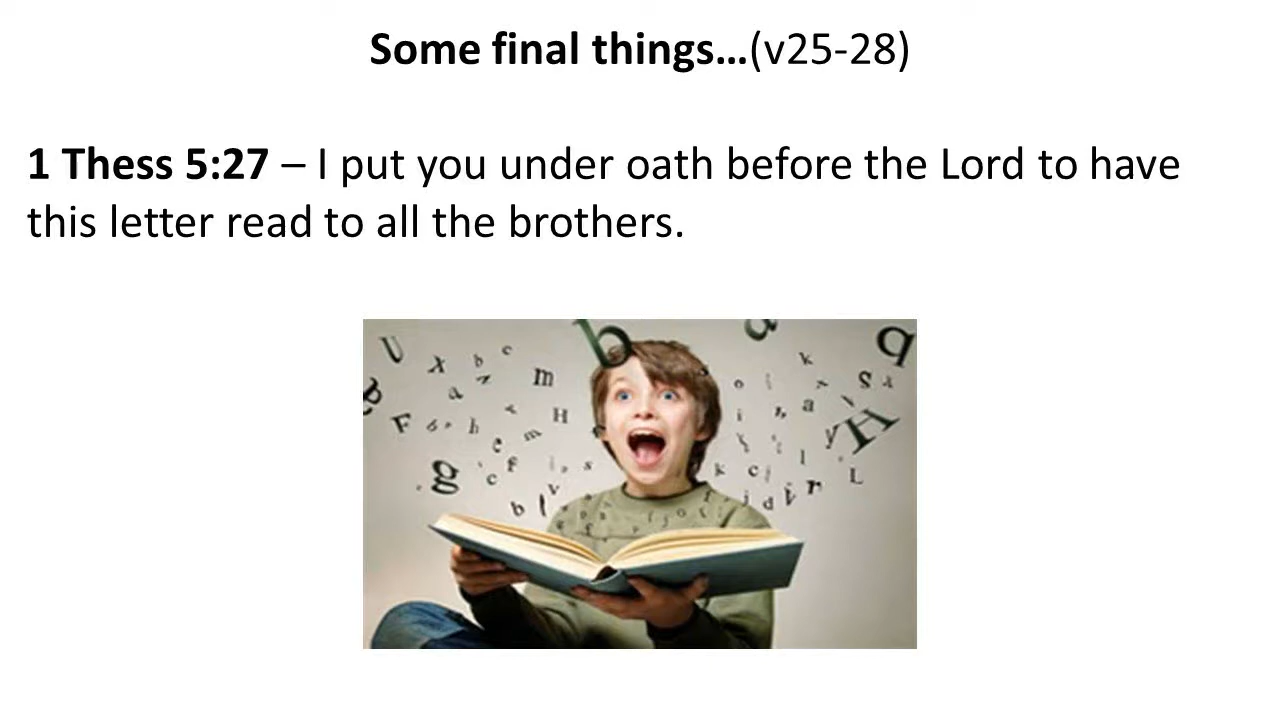 Some final things…(v25-28)
1 Thess 5:27 – I put you under oath before the Lord to have
this letter read to all the brothers.